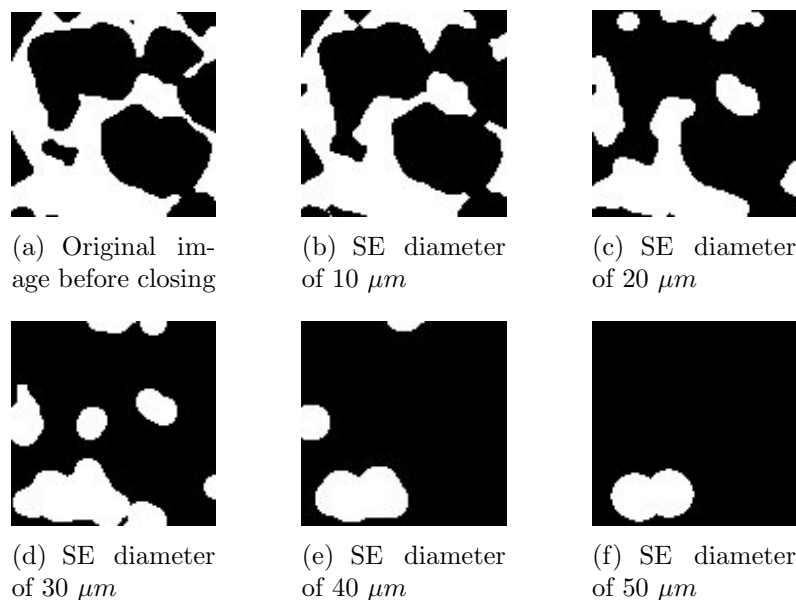 (a) Original im-
age before closing
(b) SE diameter
of 10 μm
(c) SE diameter
of 20 μm
(d) SE diameter
of 30 μm
(e) SE diameter
of 40 μm
(f) SE diameter
of 50 μm